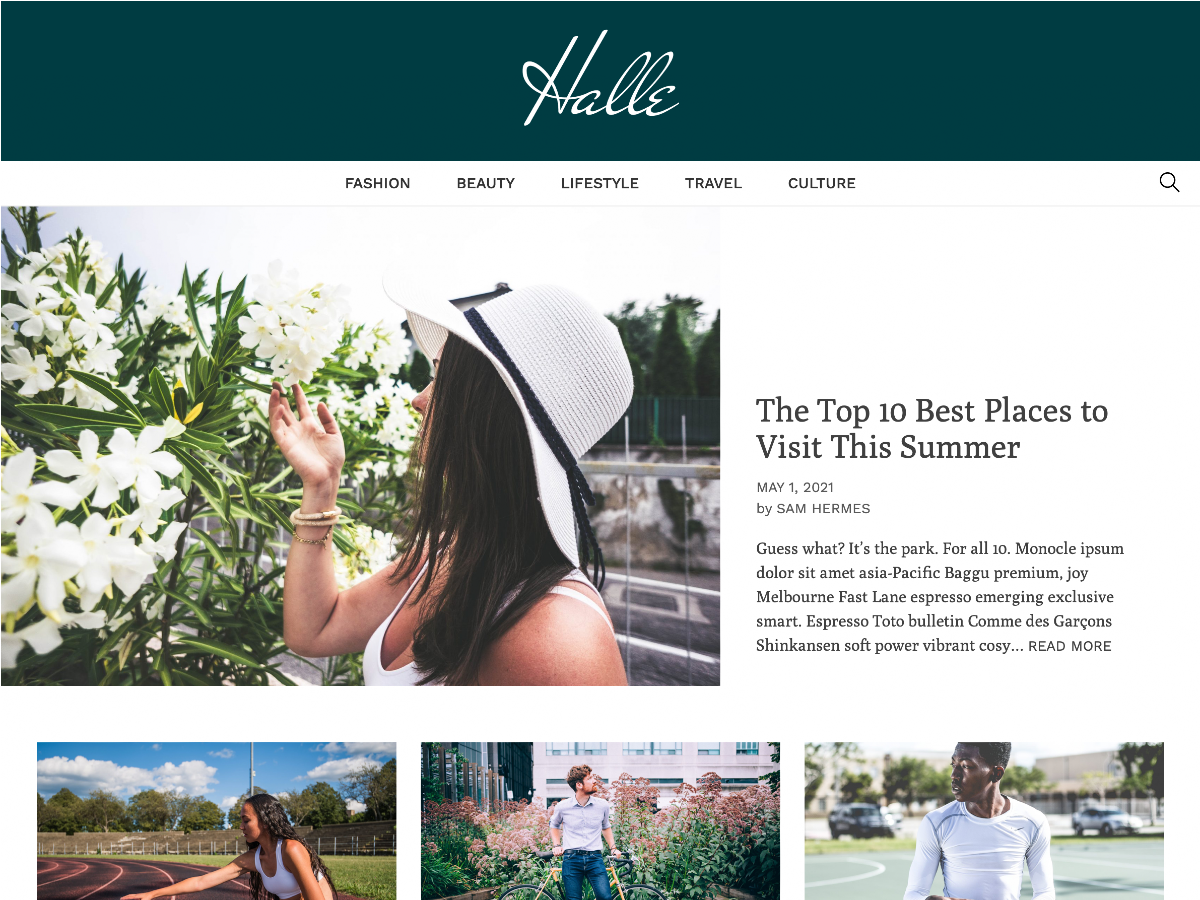 Halle
FASHION BEAUTY LIFESTYLE TRAVEL CULTURE
The Top 10 Best Places to
Visit This Summer
MAY 1, 2021
by SAM HERMES
Guess what? It’s the park. For all 10. Monocle ipsum
dolor sit amet asia-Pacific Baggu premium, joy
Melbourne Fast Lane espresso emerging exclusive
smart. Espresso Toto bulletin Comme des Garçons
Shinkansen soft power vibrant cosy... READ MORE